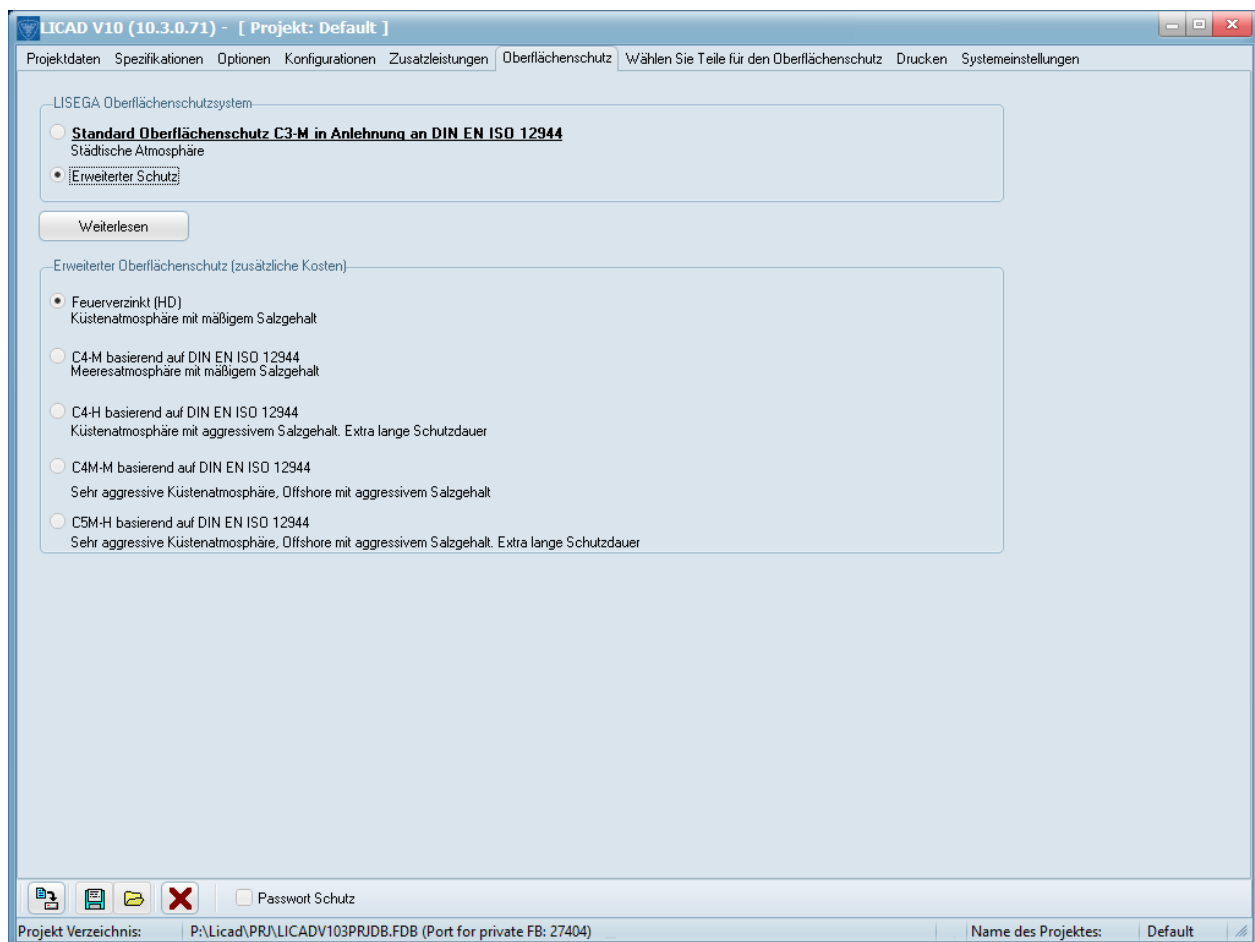 LICAD V10 (10.3.0.71) - [ Projekt: Default ]
Projektdaten Spezifikationen Optionen Konfigurationen Zusatzleistungen Oberflächenschutz Wählen Sie Teile für den Oberflächenschutz Drucken Systemeinstellungen
LISEGA Oberflächenschutzsystem
Standard Oberflächenschutz C3-M in Anlehnung an DIN EN ISO 12944
Städtische Atmosphäre
Erweiterter Schutz
Weiterlesen
Erweiterter Oberflächenschutz (zusätzliche Kosten)
Feuerverzinkt (HD)
Küstenatmosphäre mit mäßigem Salzgehalt
C4-M basierend auf DIN EN ISO 12944
Meeresatmosphäre mit mäßigem Salzgehalt
C4-H basierend auf DIN EN ISO 12944
Küstenatmosphäre mit aggressivem Salzgehalt. Extra lange Schutzdauer
C4M-M basierend auf DIN EN ISO 12944
Sehr aggressive Küstenatmosphäre, Offshore mit aggressivem Salzgehalt
C5M-H basierend auf DIN EN ISO 12944
Sehr aggressive Küstenatmosphäre, Offshore mit aggressivem Salzgehalt. Extra lange Schutzdauer
Passwort Schutz
Projekt Verzeichnis: P:\Licad\PRJ\LICADV103PRJDB.FDB (Port for private FB: 27404) Name des Projektes: Default